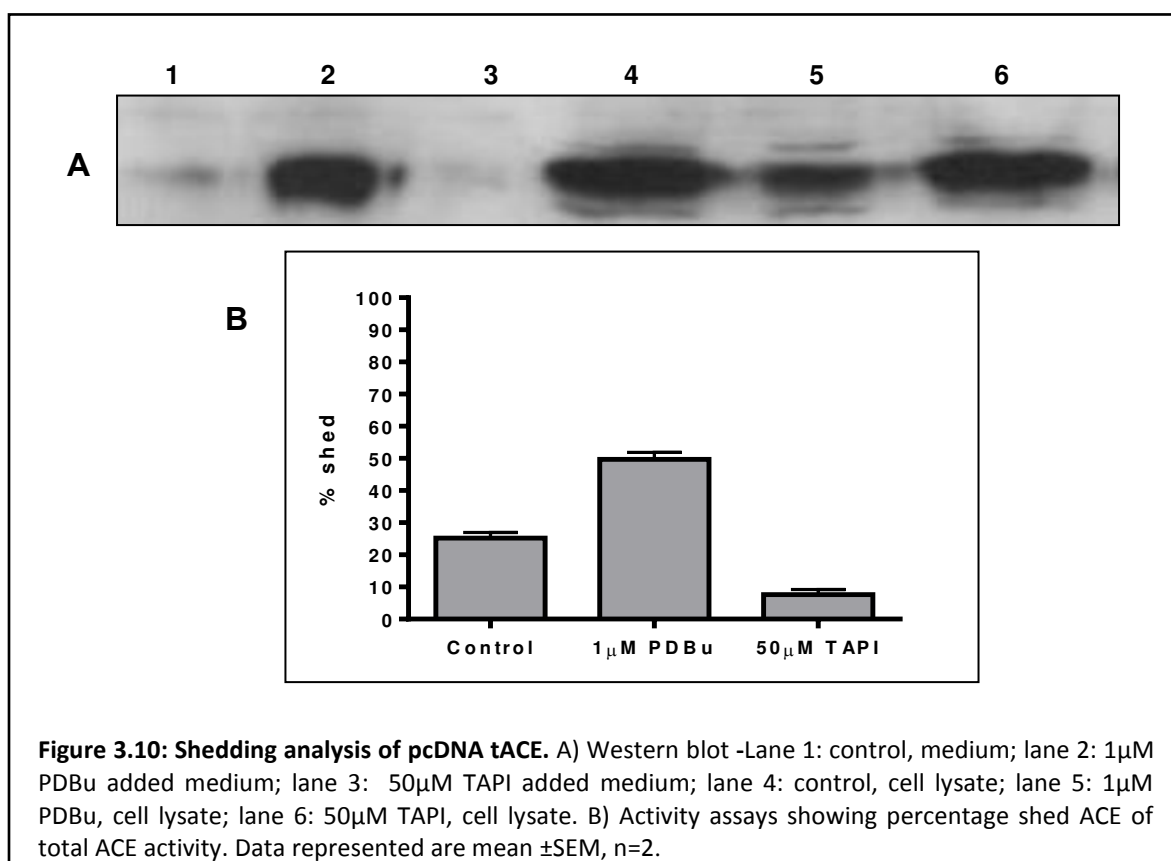 1 2 3 4 5 6
A
B
100
90
80
70
60
50
40
30
20
10
0
% shed
Control 1μM PDBu 50μM TAPI
Figure 3.10: Shedding analysis of pcDNA tACE. A) Western blot -Lane 1: control, medium; lane 2: 1μM
PDBu added medium; lane 3: 50μM TAPI added medium; lane 4: control, cell lysate; lane 5: 1μM
PDBu, cell lysate; lane 6: 50μM TAPI, cell lysate. B) Activity assays showing percentage shed ACE of
total ACE activity. Data represented are mean ±SEM, n=2.